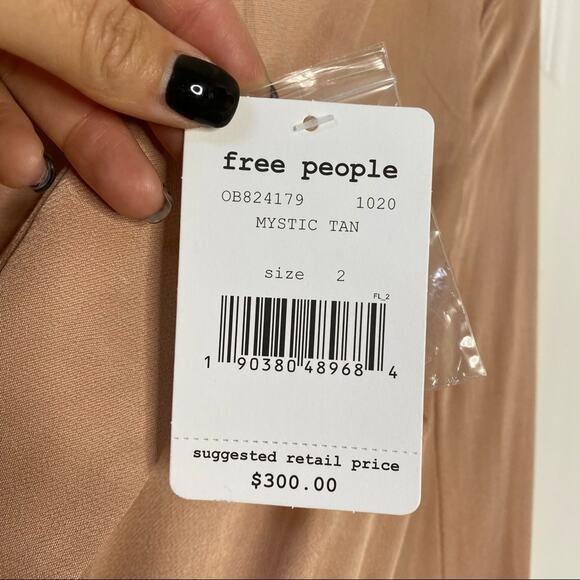 free people
OB824179 1020
MYSTIC TAN
size 2
FL_2
1 90380 48968 4
suggested retail price
$300.00